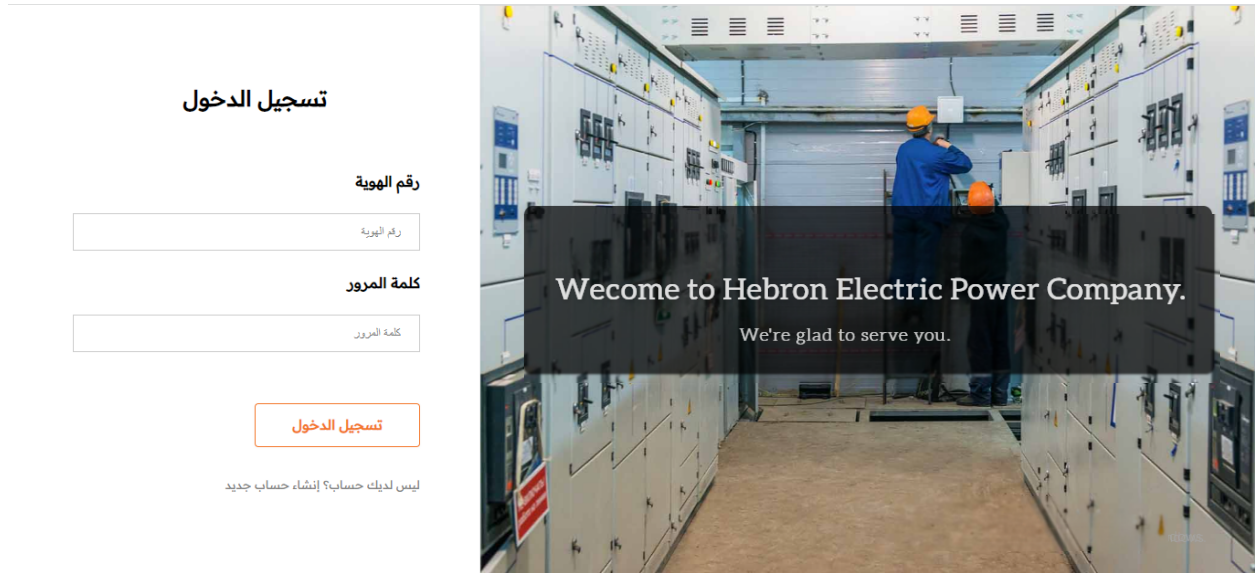 تسجيل الدخول
رقم الهوية
رقم الهوية
كلمة المرور
كلمة المرور
تسجيل الدخول
ليس لديك حساب؟ إنشاء حساب جديد
Wecome to Hebron Electric Power Company.
We're glad to serve you.